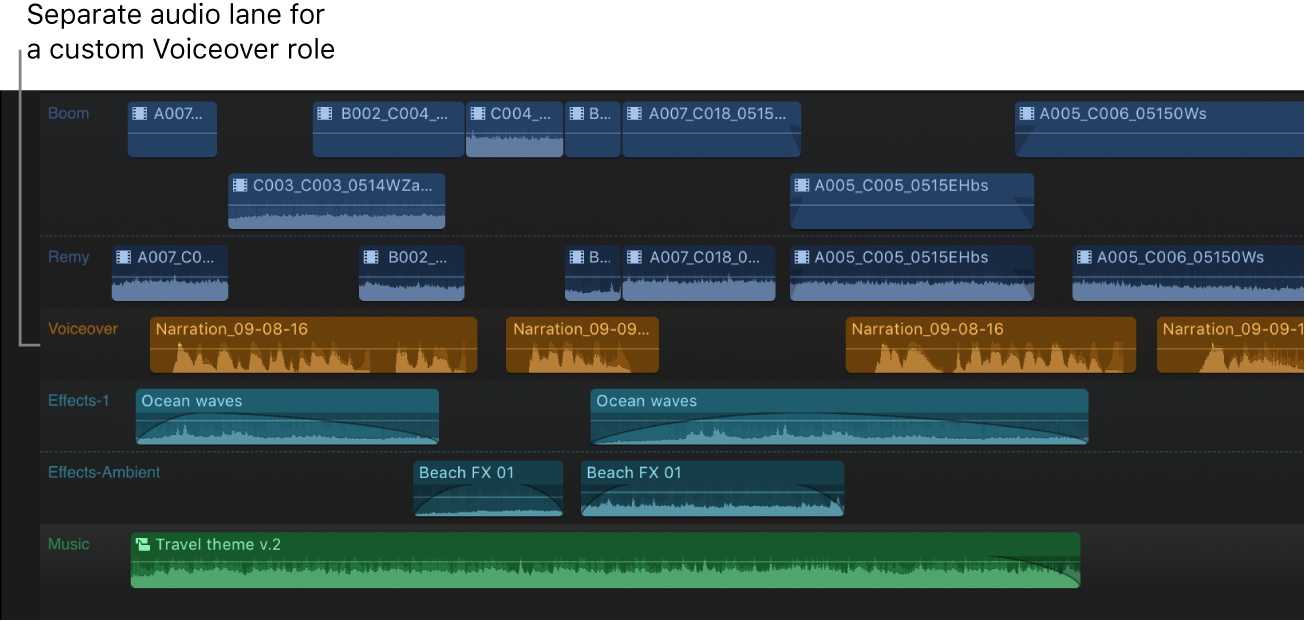 Separate audio lane for
a custom Voiceover role
Boom
A007...
B002_C004_...
C004_...
B...
A007_C018_0515...
A005_C006_05150Ws
C003_C003_0514WZa...
A005_C005_0515EHbs
Remy
A007_C0...
B002_...
B...
A007_C018_0...
A005_C005_0515EHbs
A005_C006_05150Ws
Voiceover
Narration_09-08-16
Narration_09-09...
Narration_09-08-16
Narration_09-09-1
Effects-1
Ocean waves
Ocean waves
Effects-Ambient
Beach FX 01
Beach FX 01
Music
Travel theme v.2